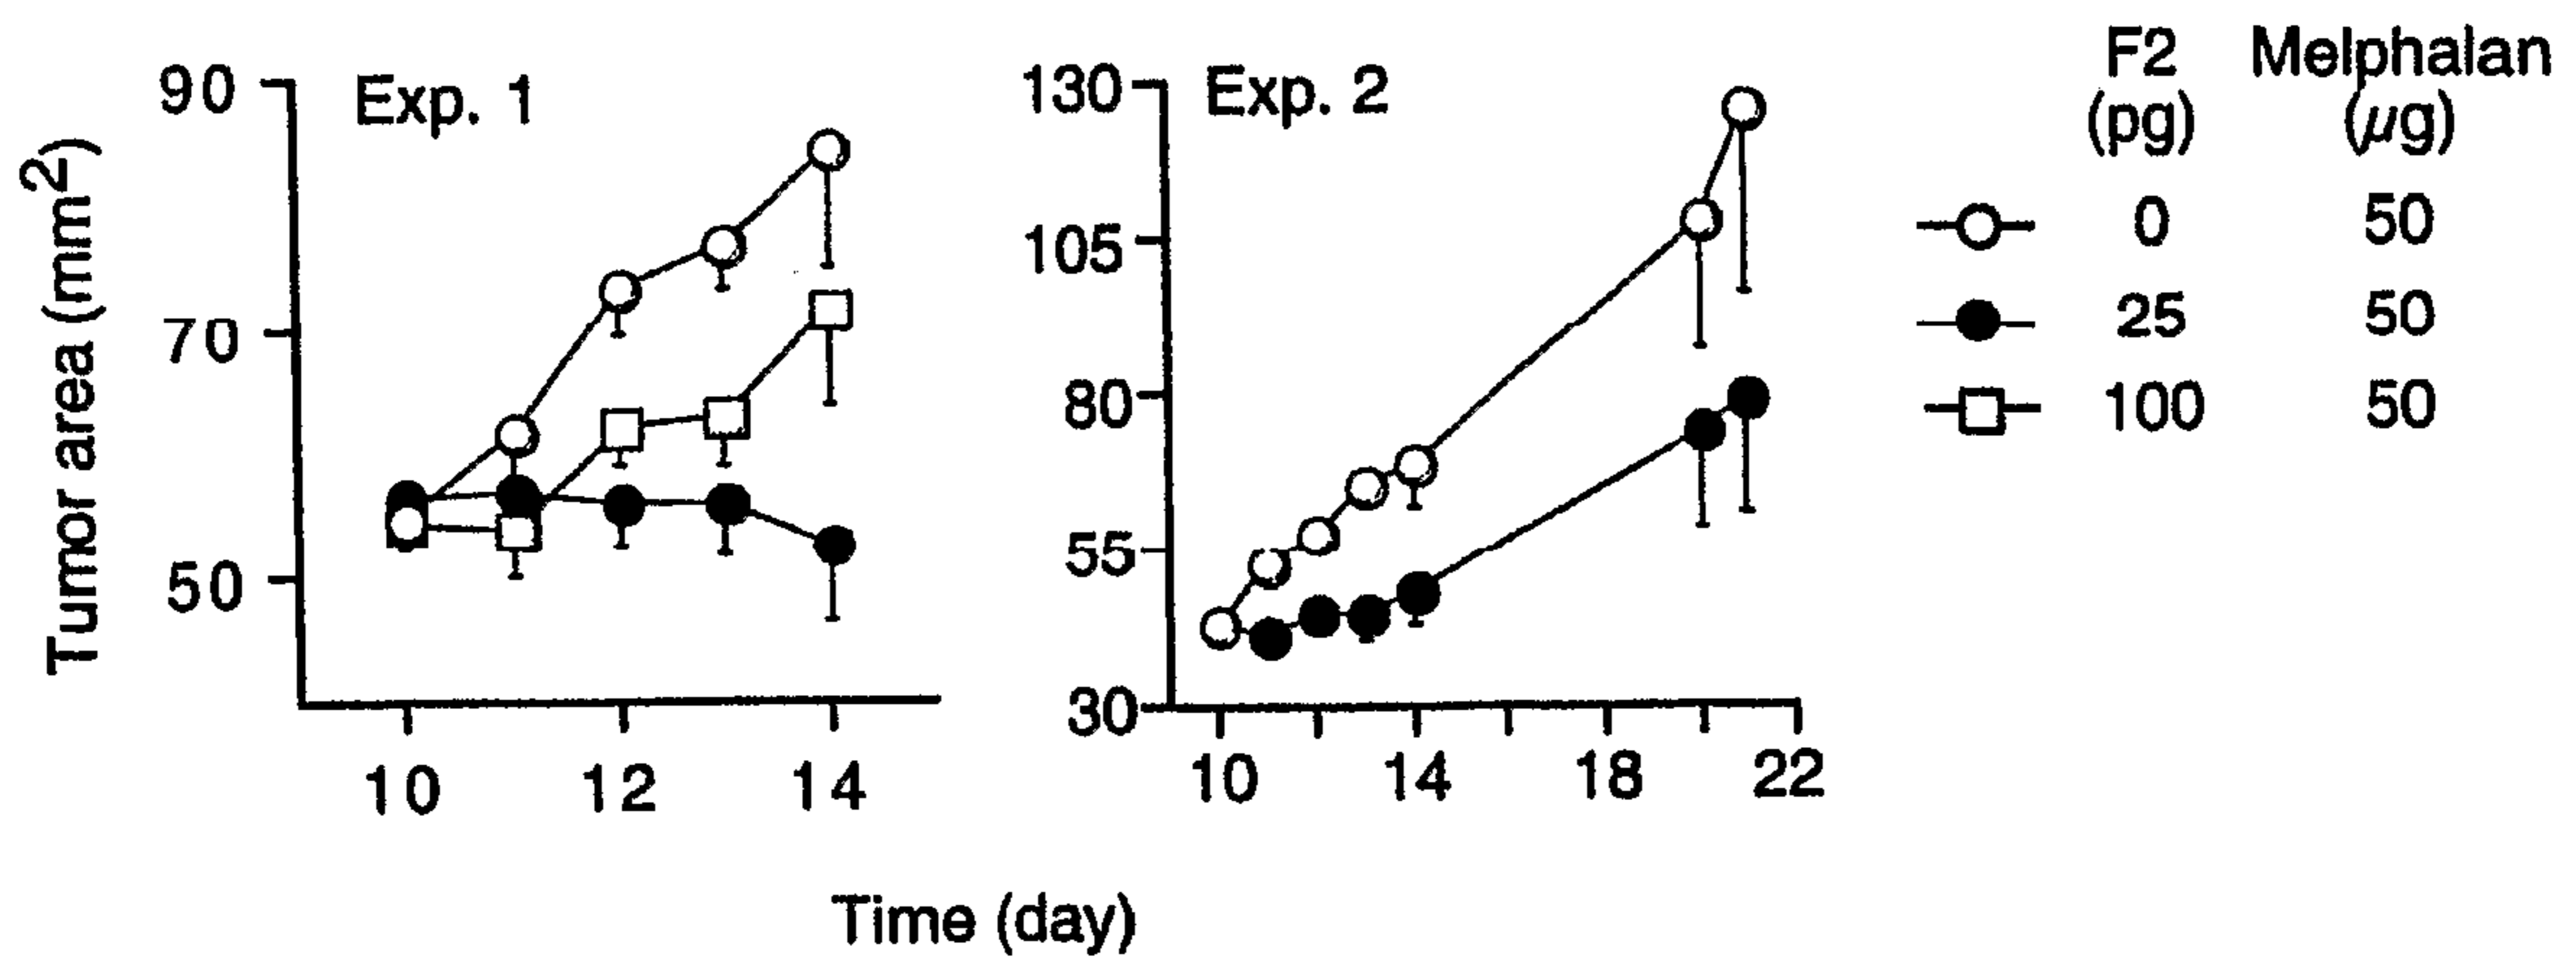 Exp. 1
90
70
50
10 12 14
Tumor area (mm2)
Exp. 2
130
105
80
55
30
10 14 18 22
Time (day)
F2 Melphalan
(pg) (µg)
0 50
25 50
100 50